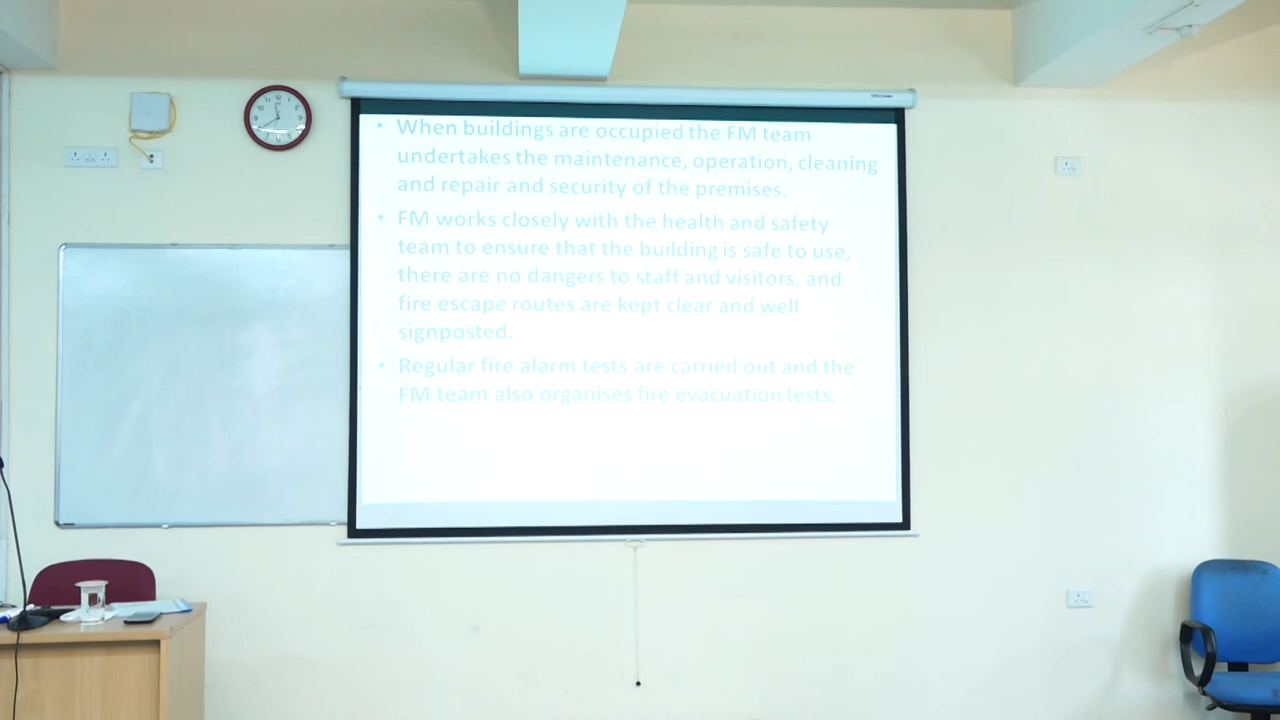 • When buildings are occupied the FM team
undertakes the maintenance, operation, cleaning
and repair and security of the premises.
• FM works closely with the health and safety
team to ensure that the building is safe to use,
there are no dangers to staff and visitors, and
fire escape routes are kept clear and well
signposted.
• Regular fire alarm tests are carried out and the
FM team also organises fire evacuation tests.